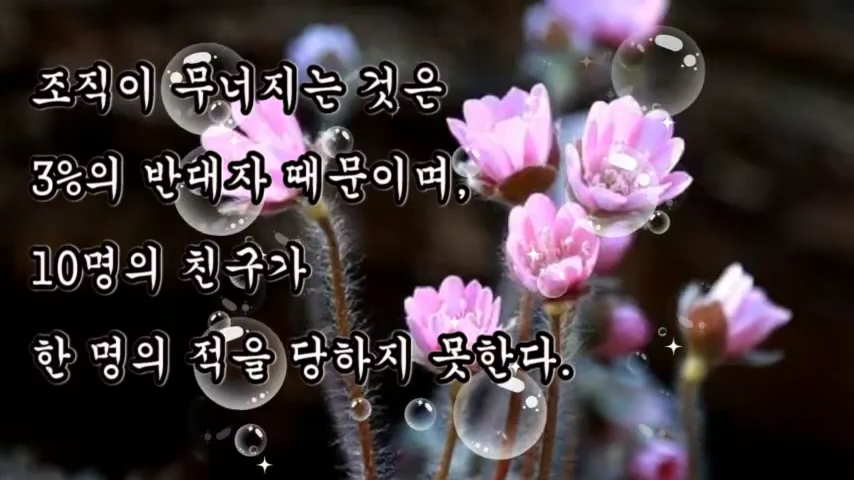 조직이 무너지는 것은
3%의 반대자 때문이며,
10명의 친구가
한 명의 적을 당하지 못한다.